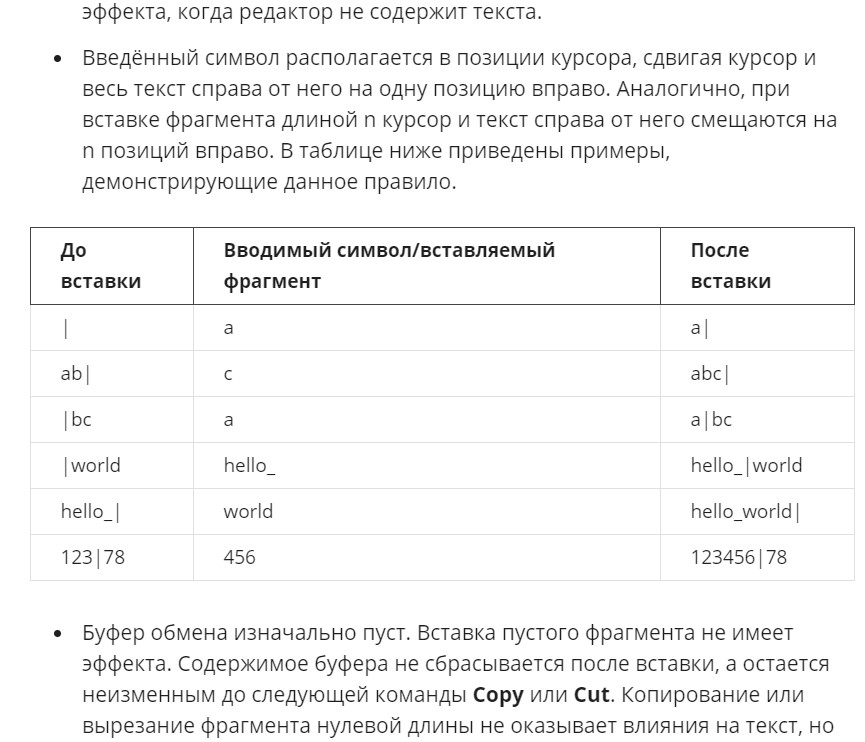 эффекта, когда редактор не содержит текста.
• Введённый символ располагается в позиции курсора, сдвигая курсор и
весь текст справа от него на одну позицию вправо. Аналогично, при
вставке фрагмента длиной n курсор и текст справа от него смещаются на
n позиций вправо. В таблице ниже приведены примеры,
демонстрирующие данное правило.
До вставки	Вводимый символ/вставляемый фрагмент	После вставки
|	a	a|
ab|	c	abc|
|bc	a	a|bc
|world	hello_	hello_|world
hello_|	world	hello_world|
123|78	456	123456|78
• Буфер обмена изначально пуст. Вставка пустого фрагмента не имеет
эффекта. Содержимое буфера не сбрасывается после вставки, а остается
неизменным до следующей команды Copy или Cut. Копирование или
вырезание фрагмента нулевой длины не оказывает влияния на текст, но